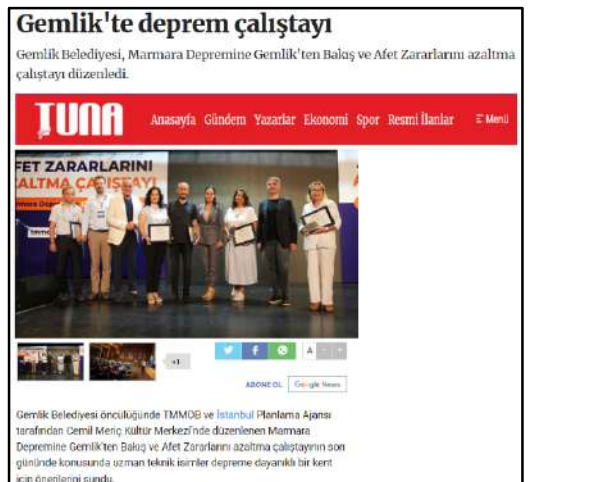 Gemlik'te deprem çalıştayı
Gemlik Belediyesi, Marmara Depremine Gemlik'ten Bakış ve Afet Zararlarını azaltma
çalıştayı düzenledi.
TUNA
Anasayfa Gündem Yazarlar Ekonomi Spor Resmi İlanlar
Menü
FET ZARARLARINI
ALTMA ÇALIŞTAYI
+1
A - +
ABONE OL Google News
Gemlik Belediyesi öncülüğünde TMMOB ve İstanbul Planlama Ajansı
tarafından Cemil Meriç Kültür Merkezi'nde düzenlenen Marmara
Depremine Gemlik'ten Bakış ve Afet Zararlarını azaltma çalıştayının son
gününde konusunda uzman teknik isimler depreme dayanıklı bir kent
için önerilerini sundu.